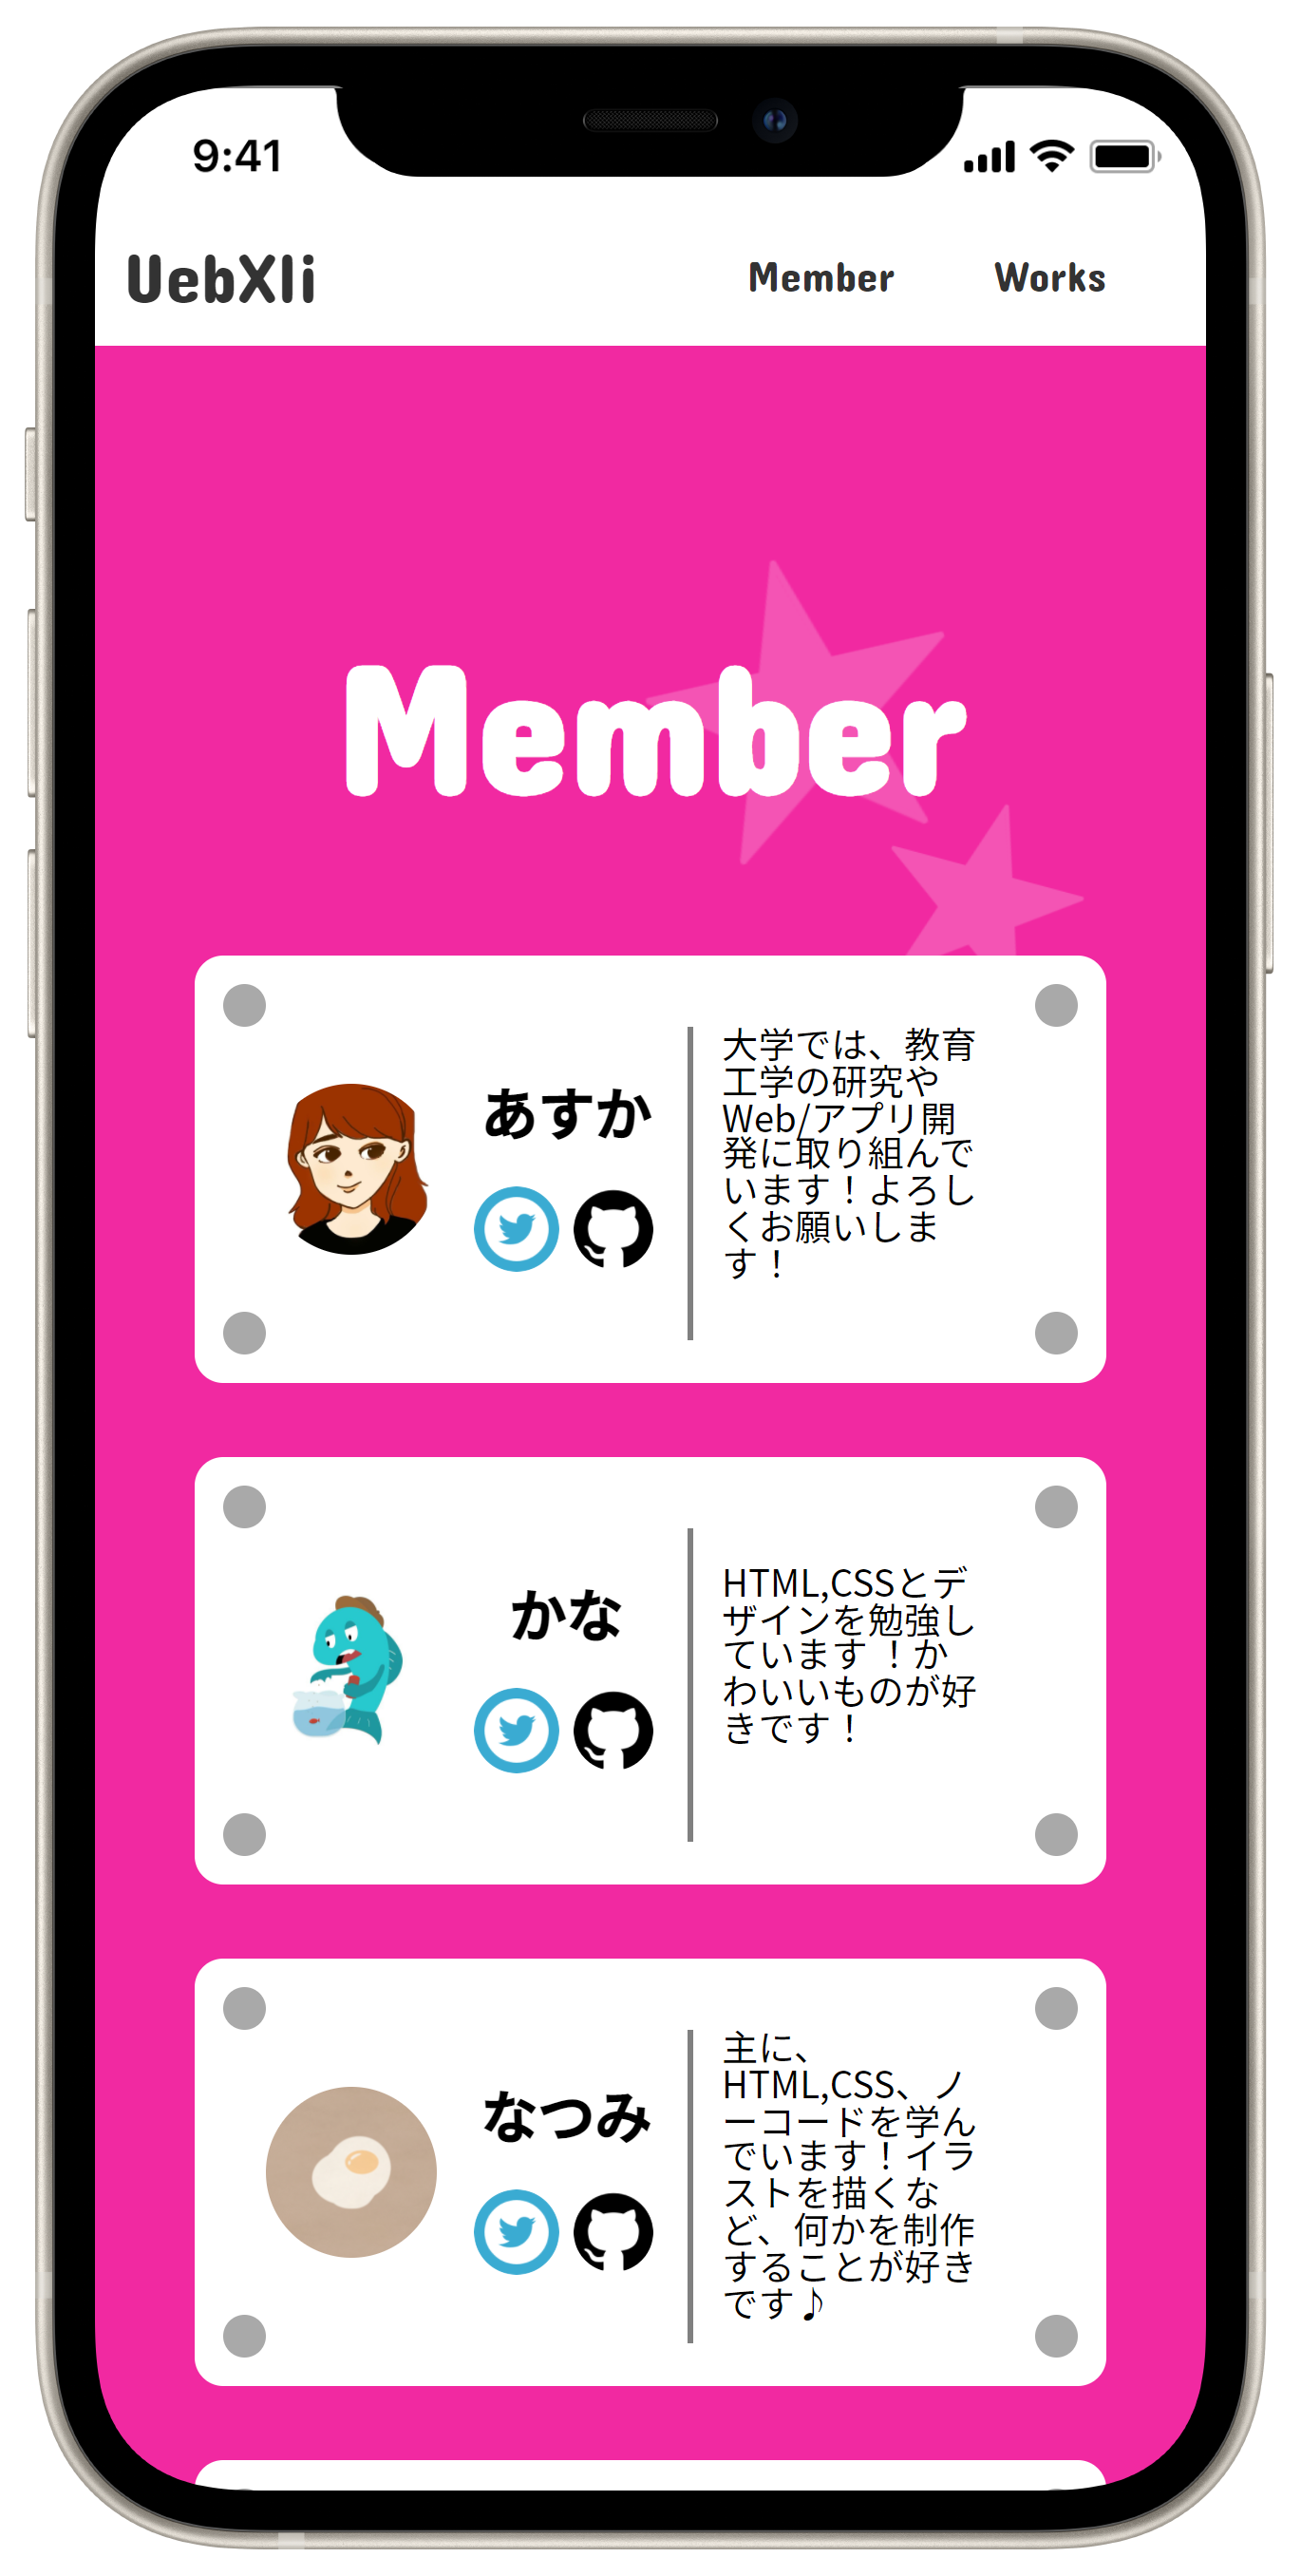 9:41
UebXli
Member Works
Member
あすか
大学では、教育
工学の研究や
Web/アプリ開
発に取り組んで
います！よろし
くお願いしま
す！
かな
HTML,CSSとデ
ザインを勉強し
ています ！か
わいいものが好
きです！
なつみ
主に、
HTML,CSS、ノ
ーコードを学ん
でいます！イラ
ストを描くな
ど、何かを制作
することが好き
です♪